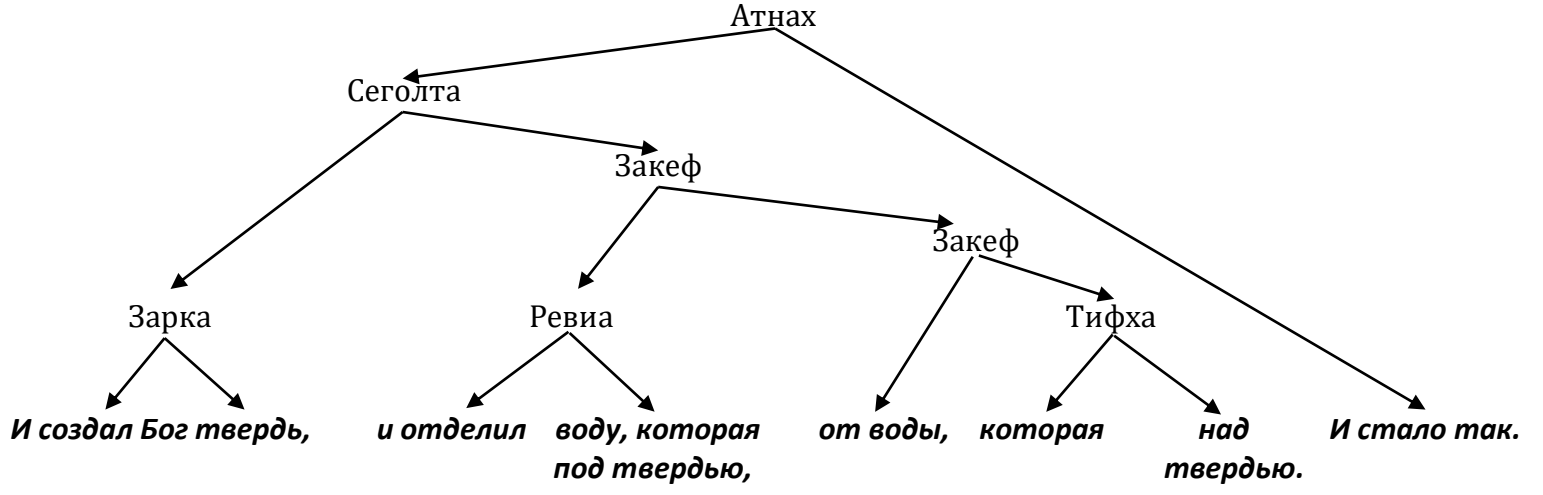 Атнах
Сеголта
Закеф
Закеф
Зарка Ревиа Тифха
И создал Бог твердь, и отделил воду, которая от воды, которая над И стало так.
под твердью, твердью.